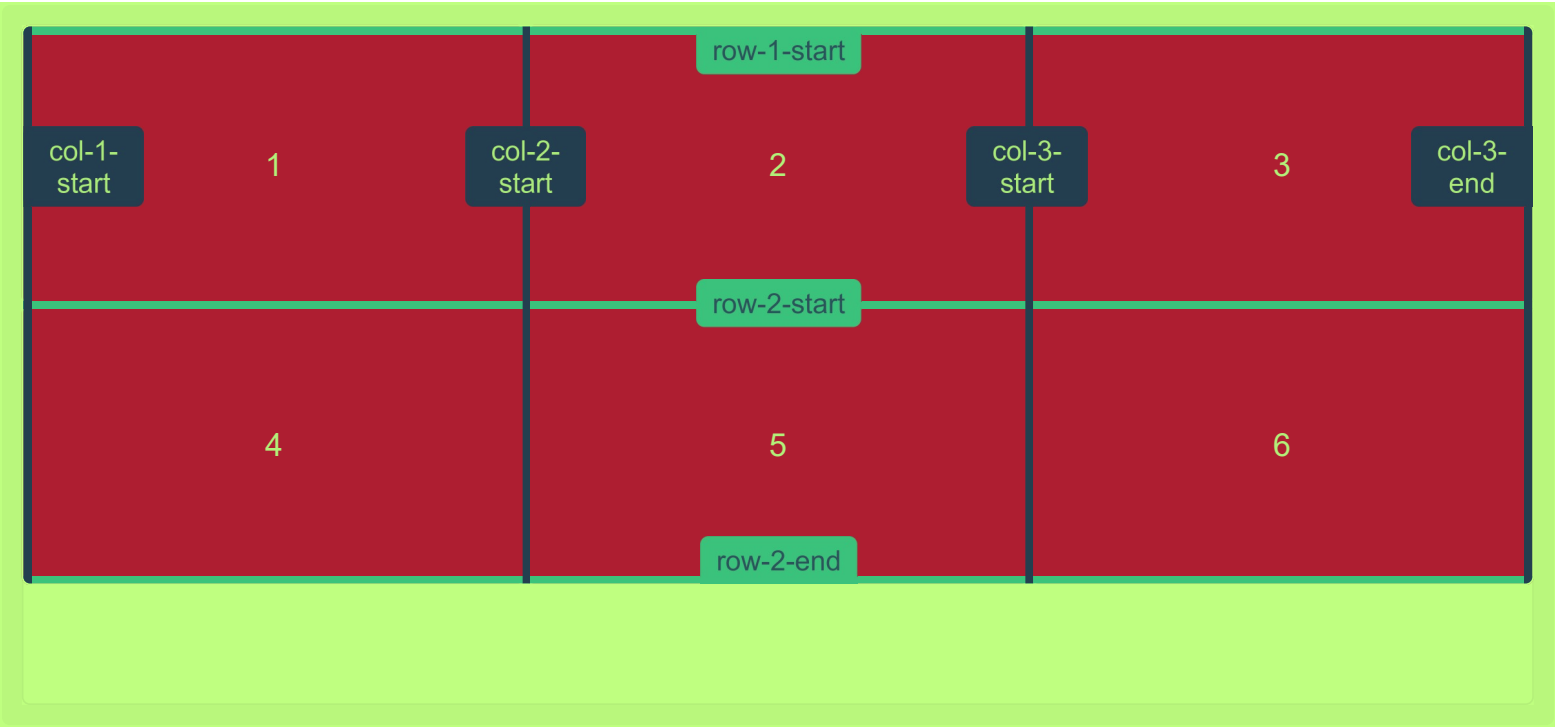 row-1-start
col-1-
start
1
col-2-
start
2
col-3-
start
3
col-3-
end
row-2-start
4
5
6
row-2-end